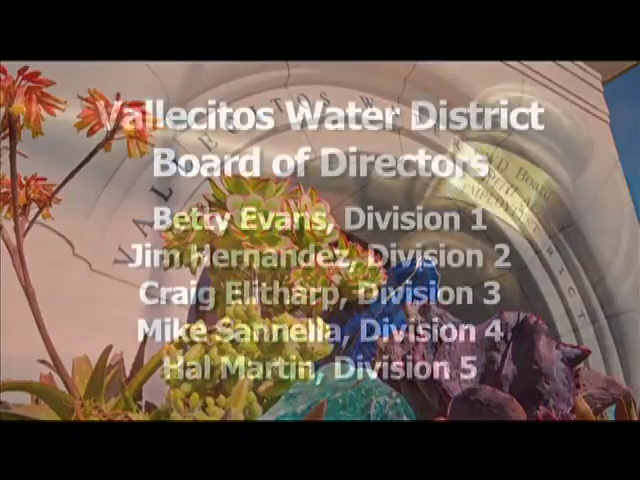 Vallecitos Water District
Board of Directors
Betty Evans, Division 1
Jim Hernandez, Division 2
Craig Elitharp, Division 3
Mike Sannella, Division 4
Hal Martin, Division 5